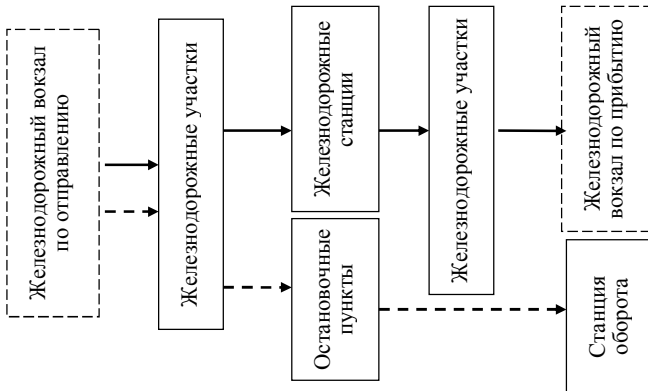 Железнодорожный вокзал
по отправлению
Железнодорожные участки
Железнодорожные
станции
Остановочные
пункты
Железнодорожные участки
Железнодорожный
вокзал по прибытию
Станция
оборота